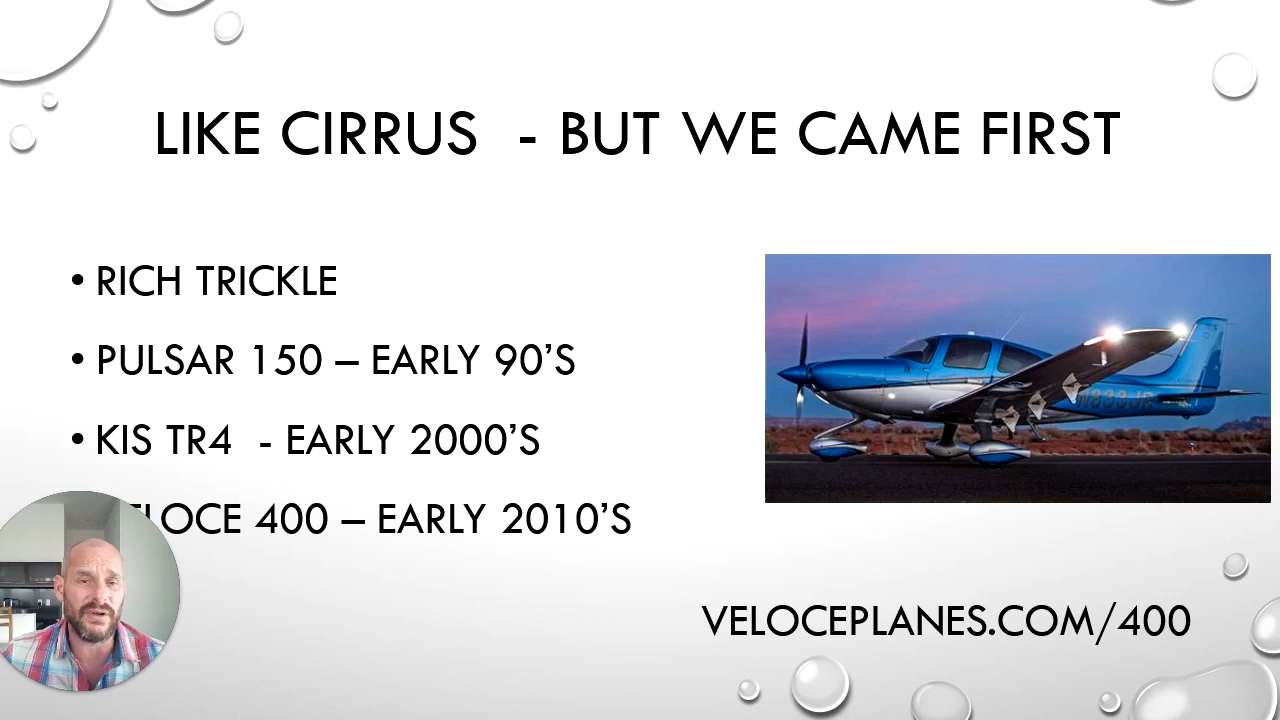 LIKE CIRRUS - BUT WE CAME FIRST
• RICH TRICKLE
• PULSAR 150 – EARLY 90’S
• KIS TR4 - EARLY 2000’S
400 – EARLY 2010’S
VELOCEPLANES.COM/400